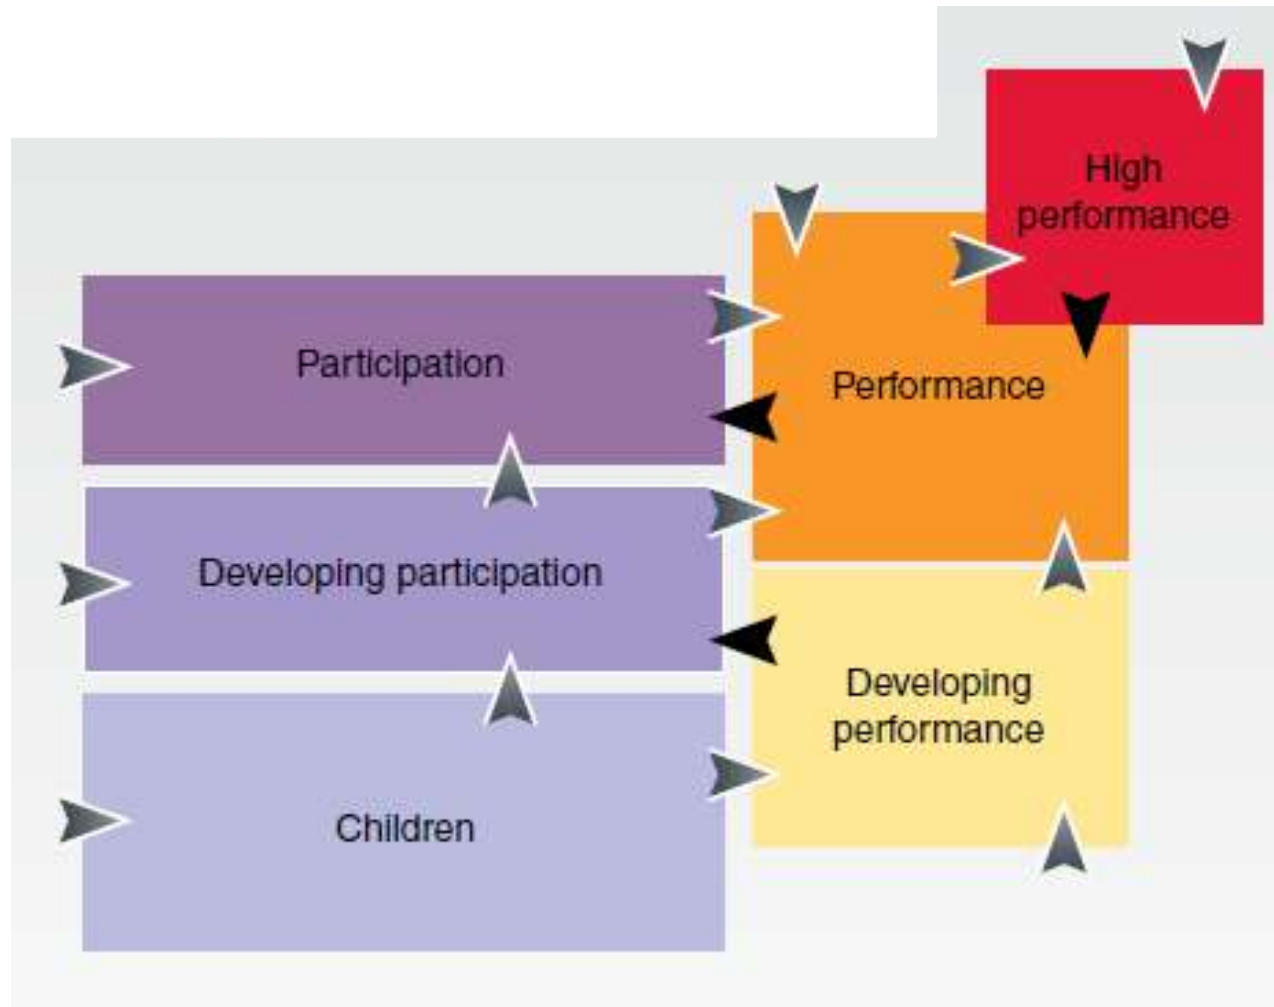 High
performance
Participation
Performance
Developing participation
Developing
performance
Children